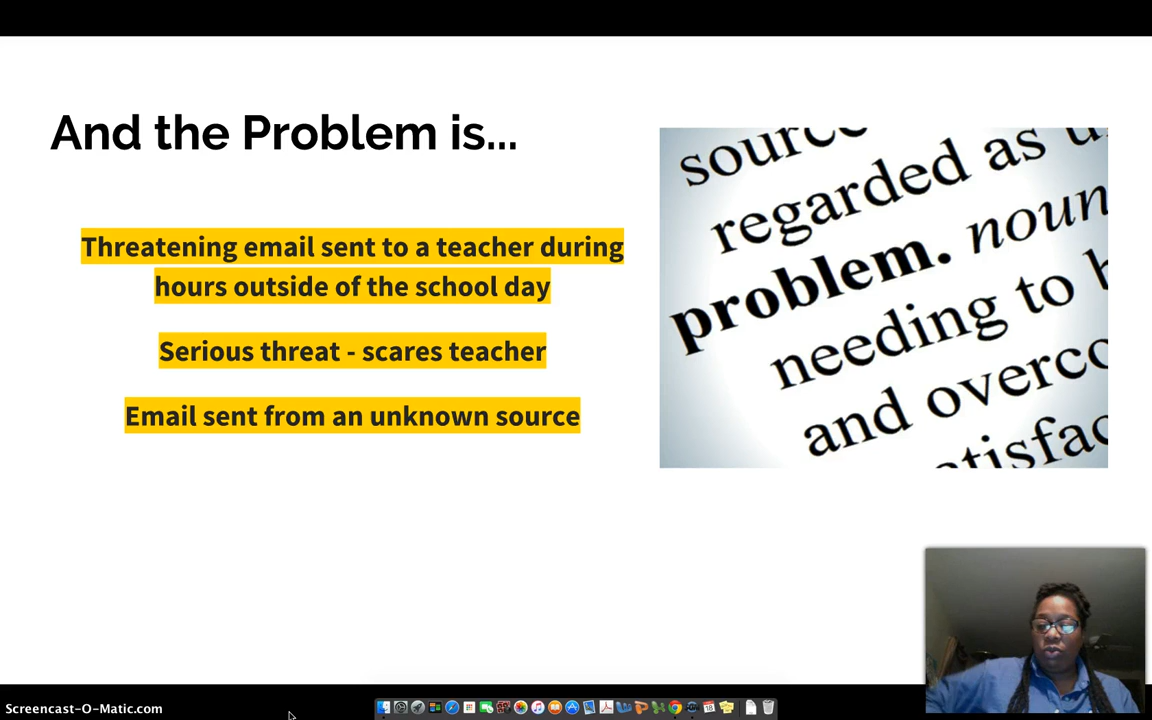 And the Problem is...
Threatening email sent to a teacher during
hours outside of the school day
Serious threat - scares teacher
Email sent from an unknown source
source
regarded as
problem. noun
needing to
and
Screencast-O-Matic.com